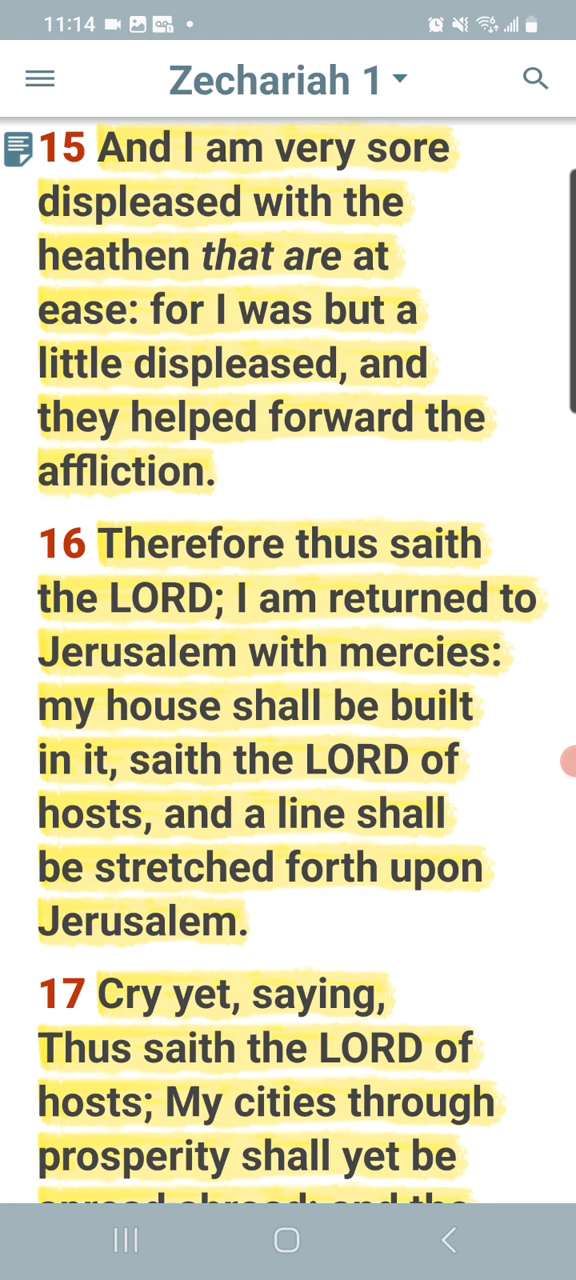 11:14
Zechariah 1
15 And I am very sore
displeased with the
heathen that are at
ease: for I was but a
little displeased, and
they helped forward the
affliction.
16 Therefore thus saith
the LORD; I am returned to
Jerusalem with mercies:
my house shall be built
in it, saith the LORD of
hosts, and a line shall
be stretched forth upon
Jerusalem.
17 Cry yet, saying,
Thus saith the LORD of
hosts; My cities through
prosperity shall yet be
spread abroad; and the